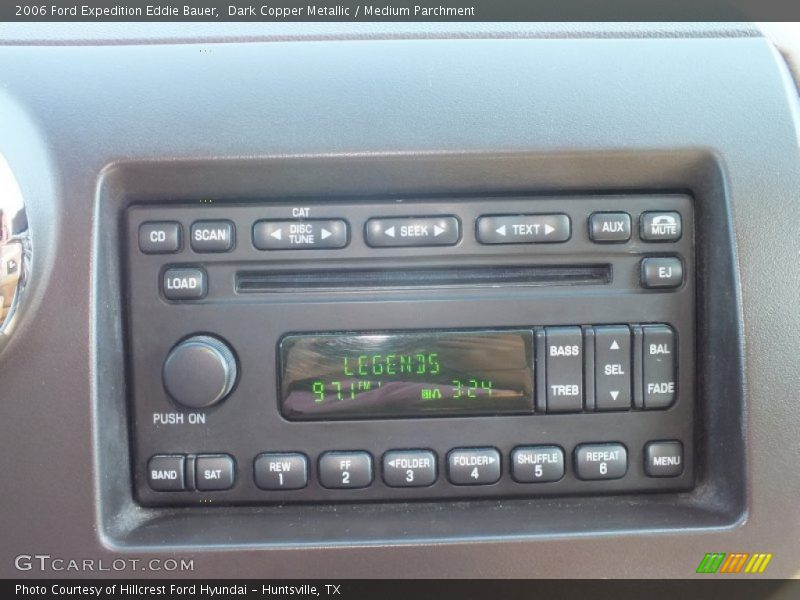 2006 Ford Expedition Eddie Bauer,  Dark Copper Metallic / Medium Parchment
CAT
CD SCAN ◄ DISC TUNE ► ◄ SEEK ► ◄ TEXT ► AUX MUTE
LOAD EJ
LEGENDS
97.1 FM 1 3:24
BASS TREB ▲ SEL ▼ BAL FADE
PUSH ON
BAND SAT REW 1 FF 2 ◄FOLDER 3 FOLDER► 4 SHUFFLE 5 REPEAT 6 MENU
GTCARLOT.COM
Photo Courtesy of Hillcrest Ford Hyundai – Huntsville, TX